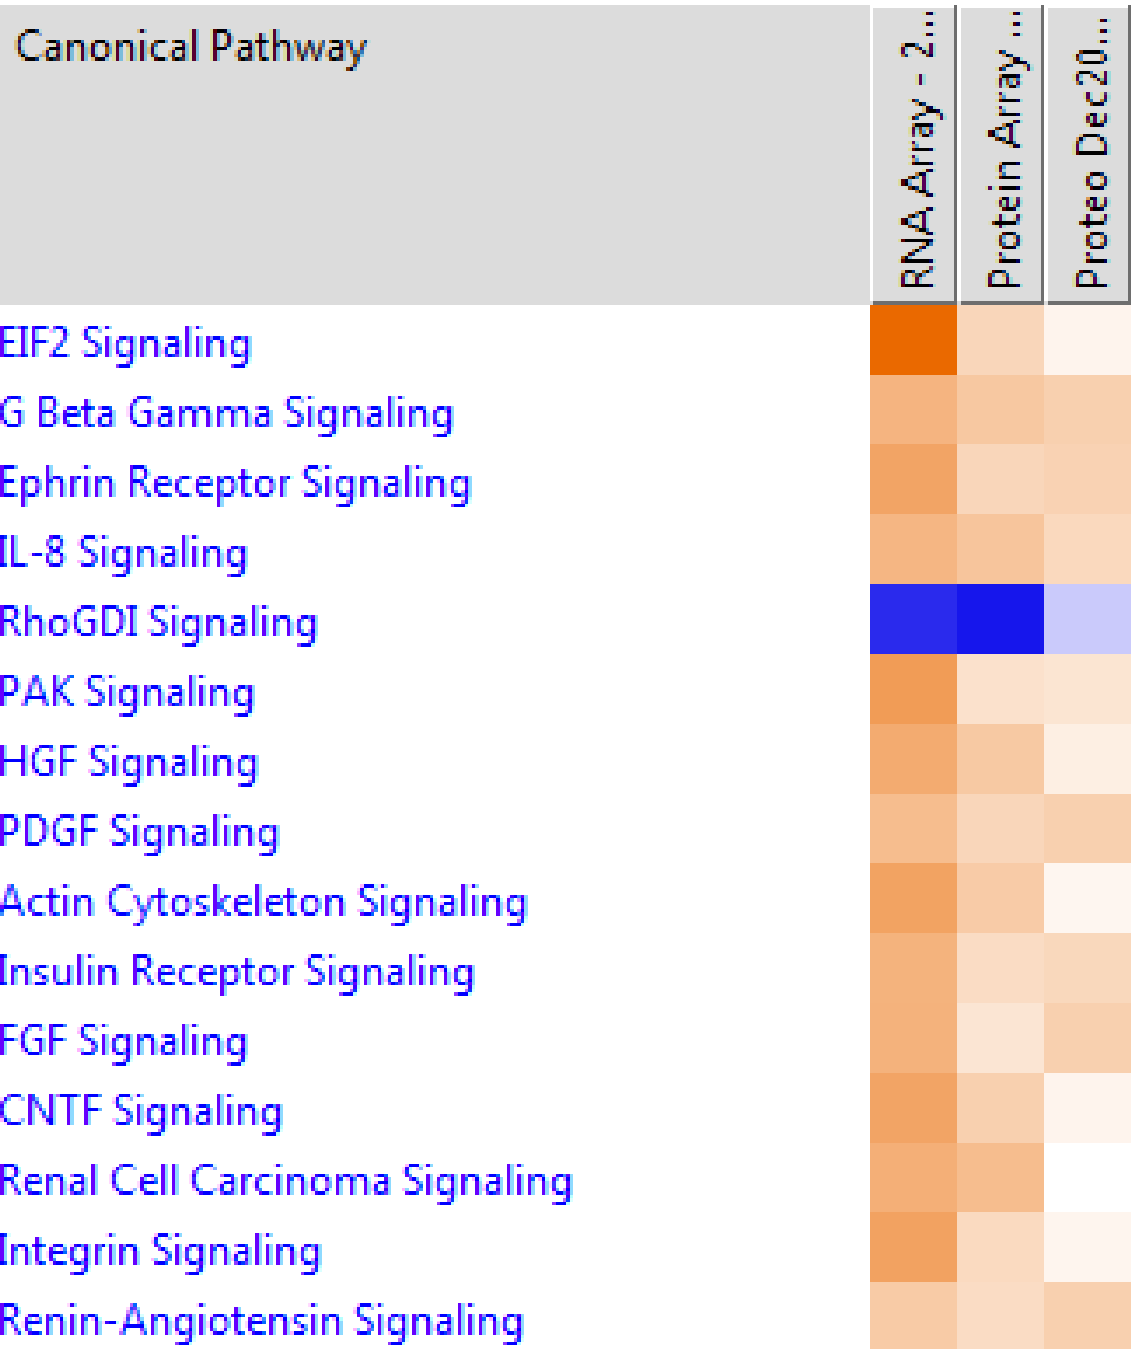 Canonical Pathway
RNA Array - 2...
Protein Array ...
Proteo Dec20...
EIF2 Signaling
G Beta Gamma Signaling
Ephrin Receptor Signaling
IL-8 Signaling
RhoGDI Signaling
PAK Signaling
HGF Signaling
PDGF Signaling
Actin Cytoskeleton Signaling
Insulin Receptor Signaling
FGF Signaling
CNTF Signaling
Renal Cell Carcinoma Signaling
Integrin Signaling
Renin-Angiotensin Signaling